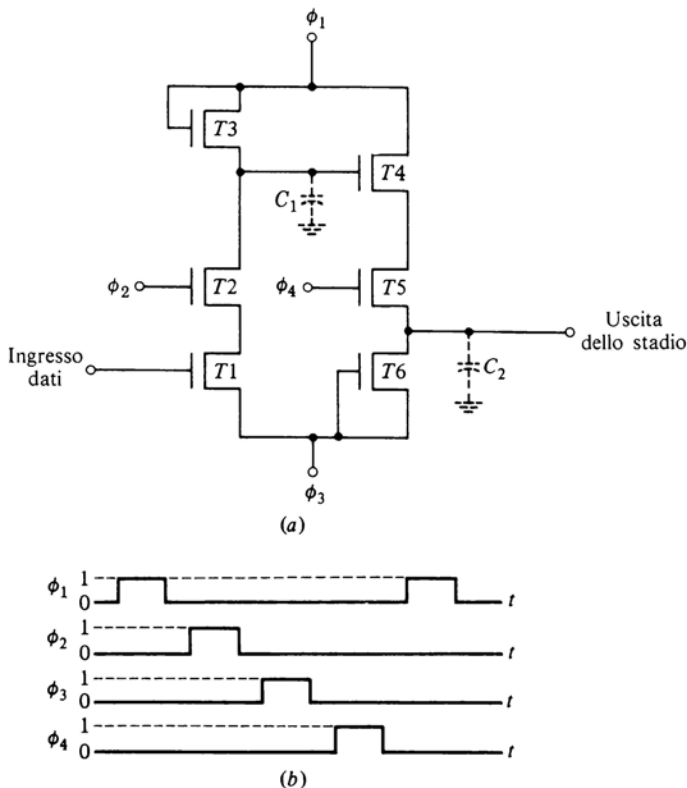 ϕ₁
T3
T4
C₁
ϕ₂
T2
ϕ₄
T5
Uscita
dello stadio
Ingresso
dati
T1
T6
C₂
ϕ₃
(a)
ϕ₁ 1 0 t
ϕ₂ 1 0 t
ϕ₃ 1 0 t
ϕ₄ 1 0 t
(b)